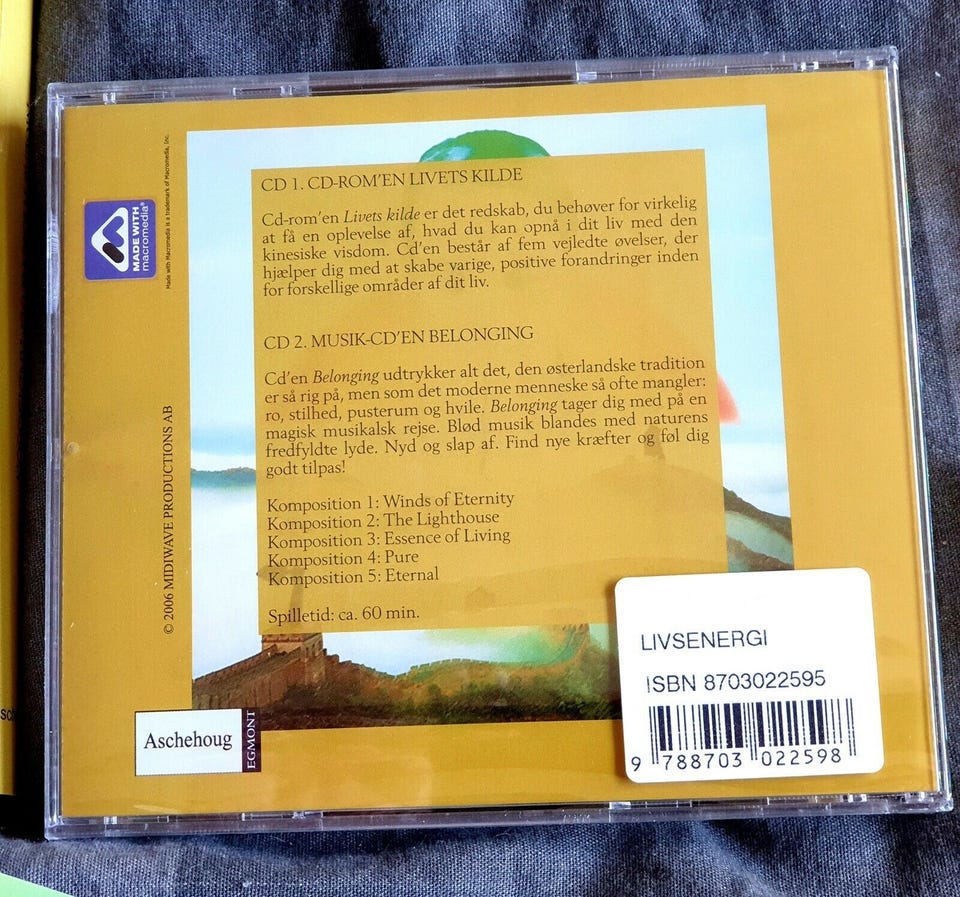 CD 1. CD-ROM'EN LIVETS KILDE
Cd-rom'en Livets kilde er det redskab, du behøver for virkelig
at få en oplevelse af, hvad du kan opnå i dit liv med den
kinesiske visdom. Cd'en består af fem vejledte øvelser, der
hjælper dig med at skabe varige, positive forandringer inden
for forskellige områder af dit liv.
CD 2. MUSIK-CD'EN BELONGING
Cd'en Belonging udtrykker alt det, den østerlandske tradition
er så rig på, men som det moderne menneske så ofte mangler:
ro, stilhed, pusterum og hvile. Belonging tager dig med på en
magisk musikalsk rejse. Blød musik blandes med naturens
fredfyldte lyde. Nyd og slap af. Find nye kræfter og føl dig
godt tilpas!
Komposition 1: Winds of Eternity
Komposition 2: The Lighthouse
Komposition 3: Essence of Living
Komposition 4: Pure
Komposition 5: Eternal
Spilletid: ca. 60 min.
MADE WITH
macromedia®
Made with Macromedia is a trademark of Macromedia, Inc.
© 2006 MIDIWAVE PRODUCTIONS AB
Aschehoug
EGMONT
LIVSENERGI
ISBN 8703022595
9 788703 022598